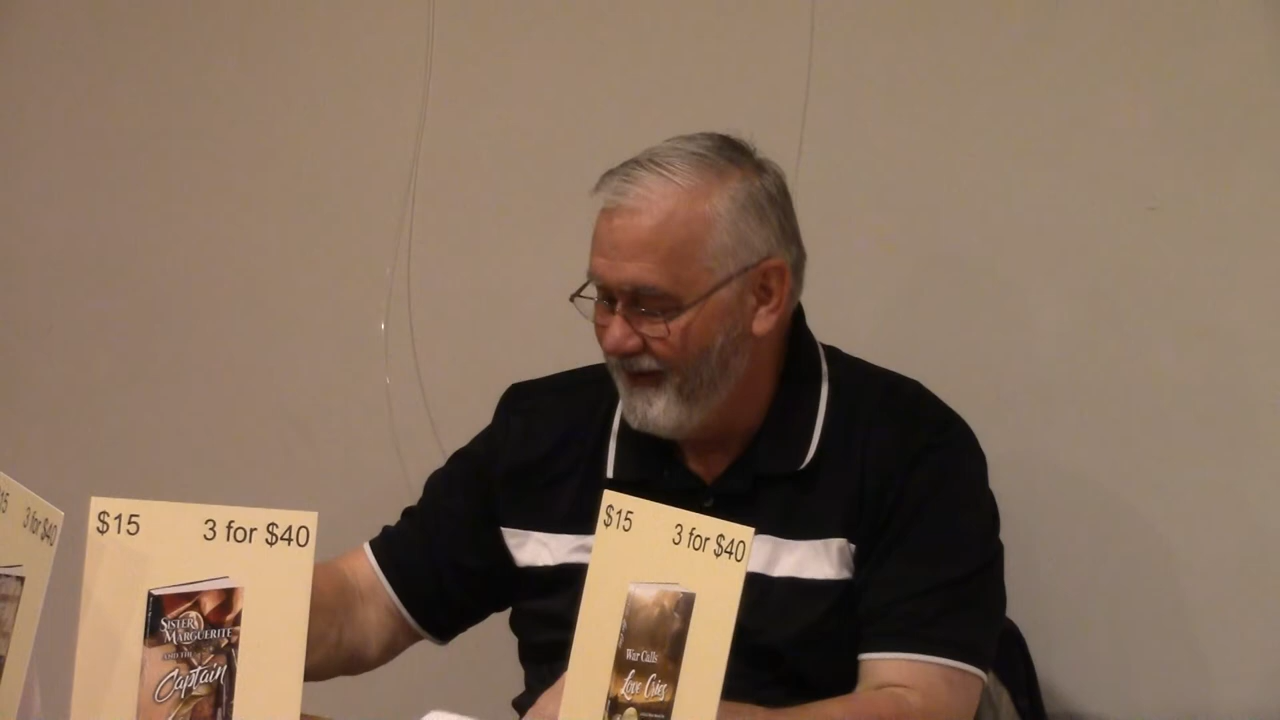 $15 3 for $40
$15 3 for $40
SISTER
MARGUERITE
AND THE
Captain
$15 3 for $40
War Calls
Love Cries